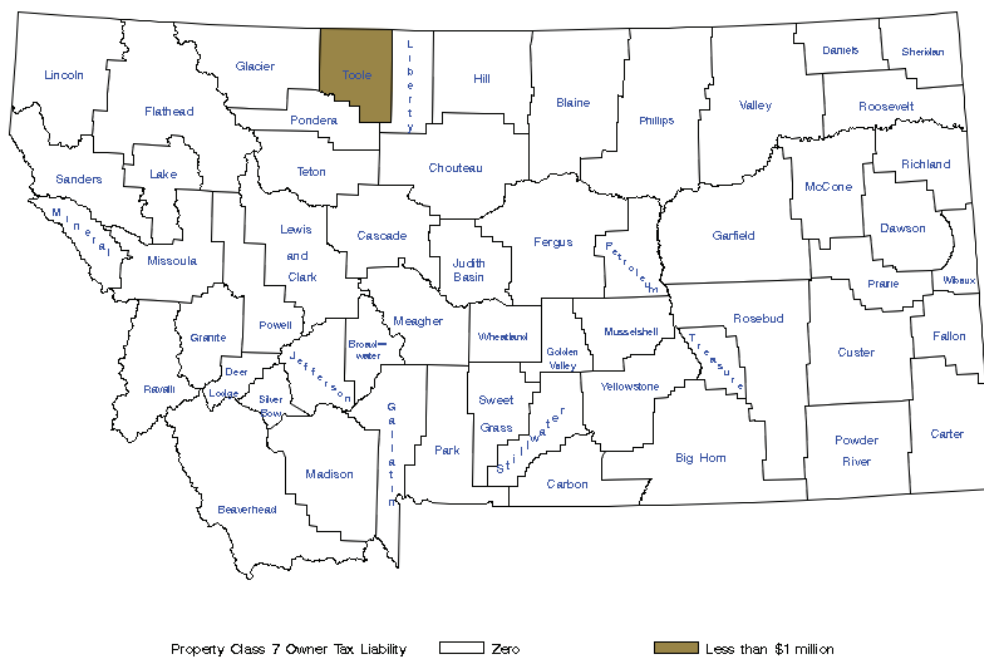 Lincoln
Flathead
Glacier
Toole
Liberty
Hill
Blaine
Phillips
Valley
Daniels
Sheridan
Roosevelt
Pondera
Teton
Chouteau
Sanders
Lake
Mineral
Missoula
Lewis
and
Clark
Cascade
Judith
Basin
Fergus
Petroleum
Garfield
McCone
Richland
Dawson
Prairie
Wibaux
Granite
Powell
Meagher
Wheatland
Golden
Valley
Musselshell
Rosebud
Treasure
Custer
Fallon
Ravalli
Deer
Lodge
Silver
Bow
Jefferson
Broad-
water
Gallatin
Park
Sweet
Grass
Stillwater
Yellowstone
Carbon
Big Horn
Powder
River
Carter
Beaverhead
Madison
Property Class 7 Owner Tax Liability Zero Less than $1 million